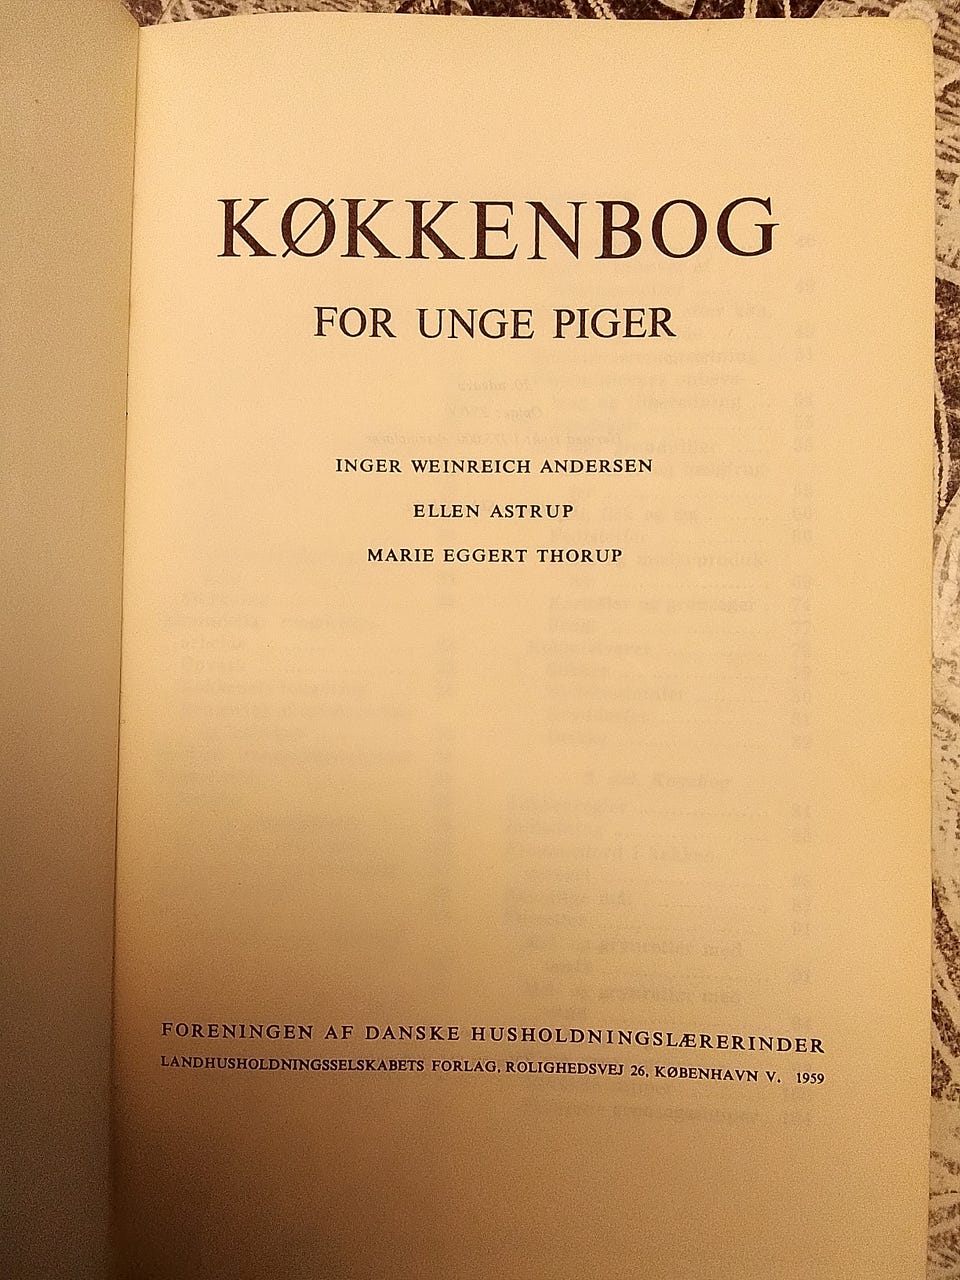 KØKKENBOG
FOR UNGE PIGER
INGER WEINREICH ANDERSEN
ELLEN ASTRUP
MARIE EGGERT THORUP
FORENINGEN AF DANSKE HUSHOLDNINGSLÆRERINDER
LANDHUSHOLDNINGSSELSKABETS FORLAG, ROLIGHEDSVEJ 26, KØBENHAVN V. 1959